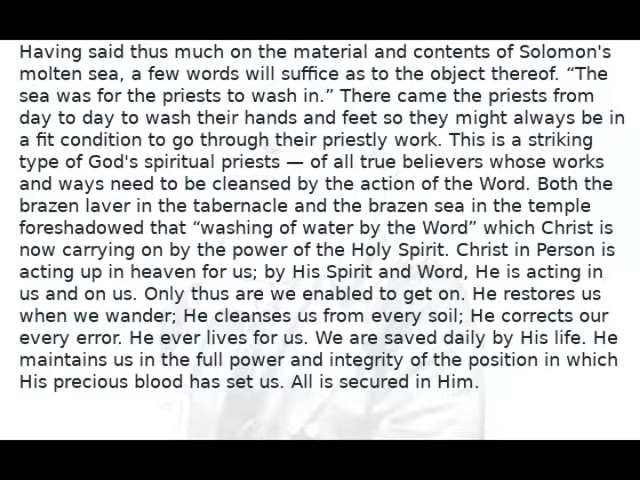 Having said thus much on the material and contents of Solomon's
molten sea, a few words will suffice as to the object thereof. “The
sea was for the priests to wash in.” There came the priests from
day to day to wash their hands and feet so they might always be in
a fit condition to go through their priestly work. This is a striking
type of God's spiritual priests — of all true believers whose works
and ways need to be cleansed by the action of the Word. Both the
brazen laver in the tabernacle and the brazen sea in the temple
foreshadowed that “washing of water by the Word” which Christ is
now carrying on by the power of the Holy Spirit. Christ in Person is
acting up in heaven for us; by His Spirit and Word, He is acting in
us and on us. Only thus are we enabled to get on. He restores us
when we wander; He cleanses us from every soil; He corrects our
every error. He ever lives for us. We are saved daily by His life. He
maintains us in the full power and integrity of the position in which
His precious blood has set us. All is secured in Him.